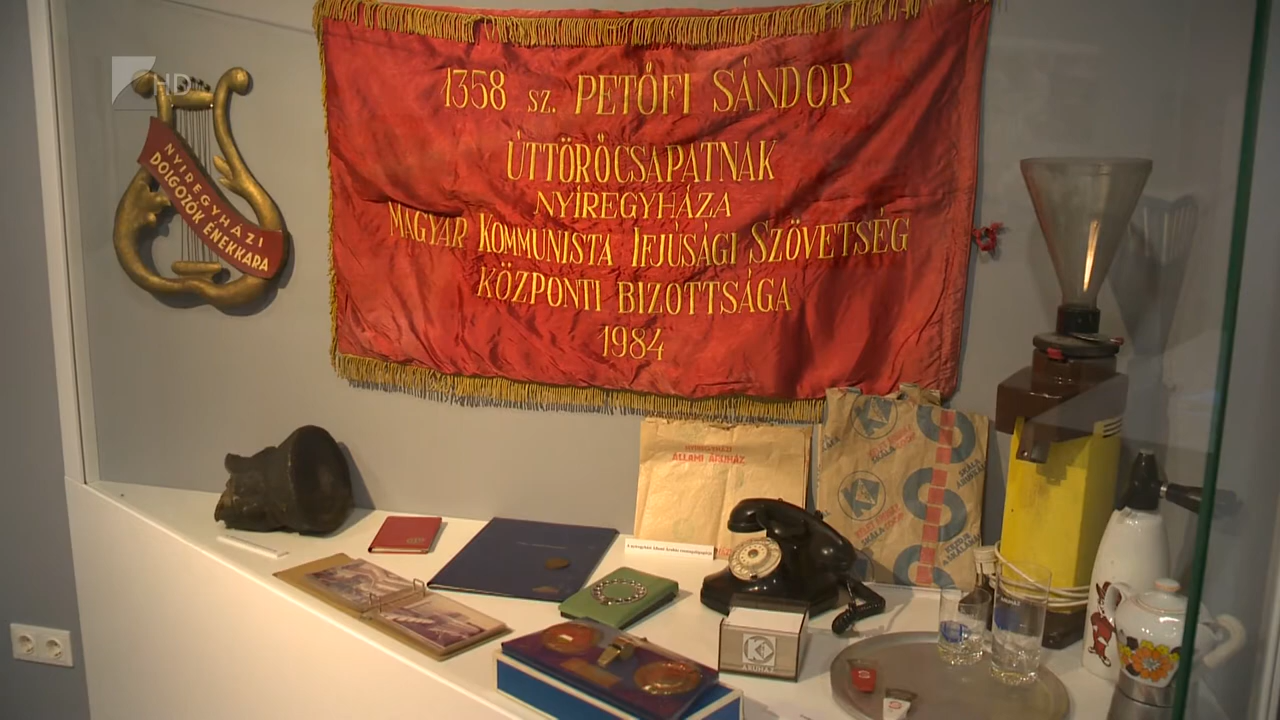 HD
NYÍREGYHÁZI
DOLGOZÓK ÉNEKKARA
1358 SZ. PETŐFI SÁNDOR
ÚTTÖRŐCSAPATNAK
NYÍREGYHÁZA
MAGYAR KOMMUNISTA IFJÚSÁGI SZÖVETSÉG
KÖZPONTI BIZOTTSÁGA
1984
NYÍREGYHÁZI
ÁLLAMI ÁRUHÁZ
SKÁLA
ÁRUHÁZ